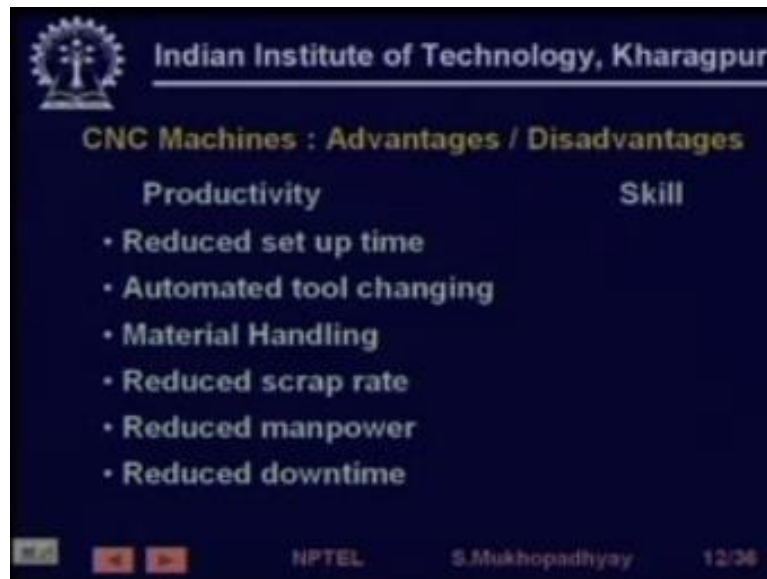 Indian Institute of Technology, Kharagpur
CNC Machines : Advantages / Disadvantages
Productivity Skill
• Reduced set up time
• Automated tool changing
• Material Handling
• Reduced scrap rate
• Reduced manpower
• Reduced downtime
NPTEL S.Mukhopadhyay 12/36